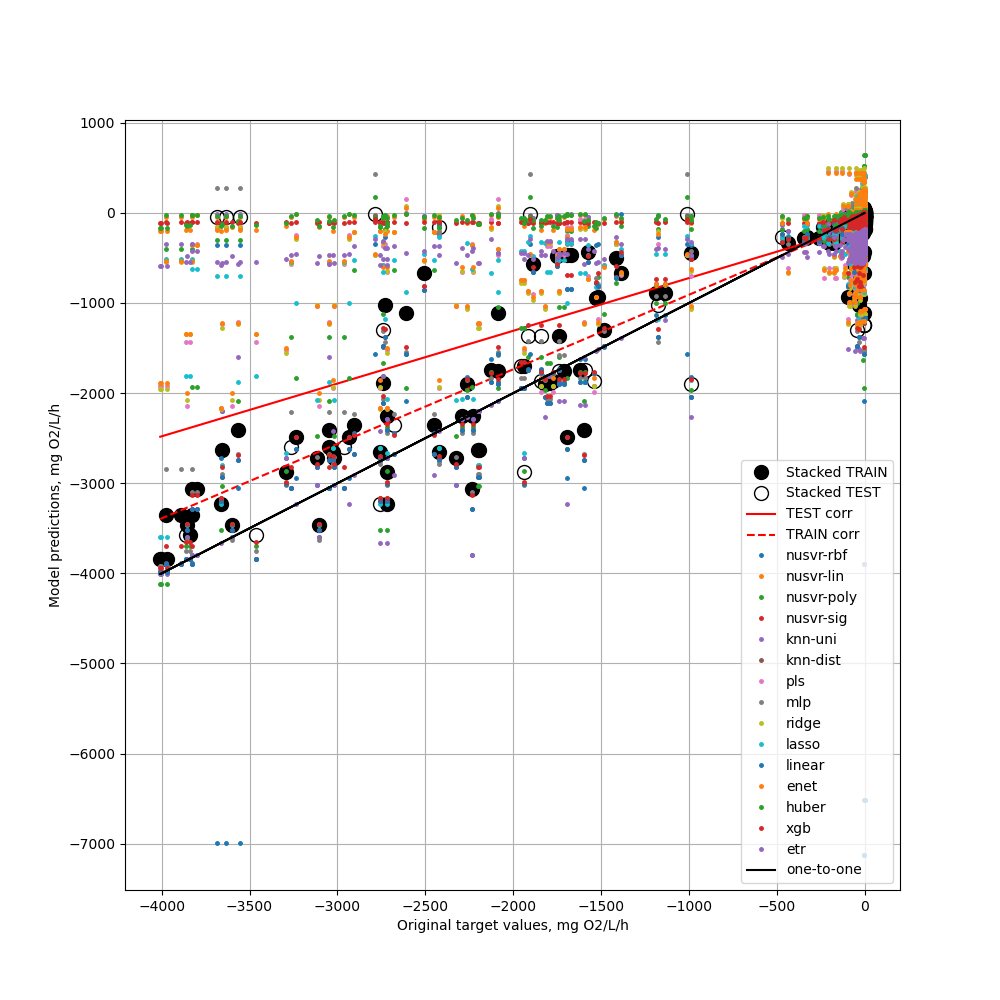 1000
0
−1000
−2000
−3000
−4000
−5000
−6000
−7000
Model predictions, mg O2/L/h
−4000 −3500 −3000 −2500 −2000 −1500 −1000 −500 0
Original target values, mg O2/L/h
Stacked TRAIN
Stacked TEST
TEST corr
TRAIN corr
nusvr-rbf
nusvr-lin
nusvr-poly
nusvr-sig
knn-uni
knn-dist
pls
mlp
ridge
lasso
linear
enet
huber
xgb
etr
one-to-one